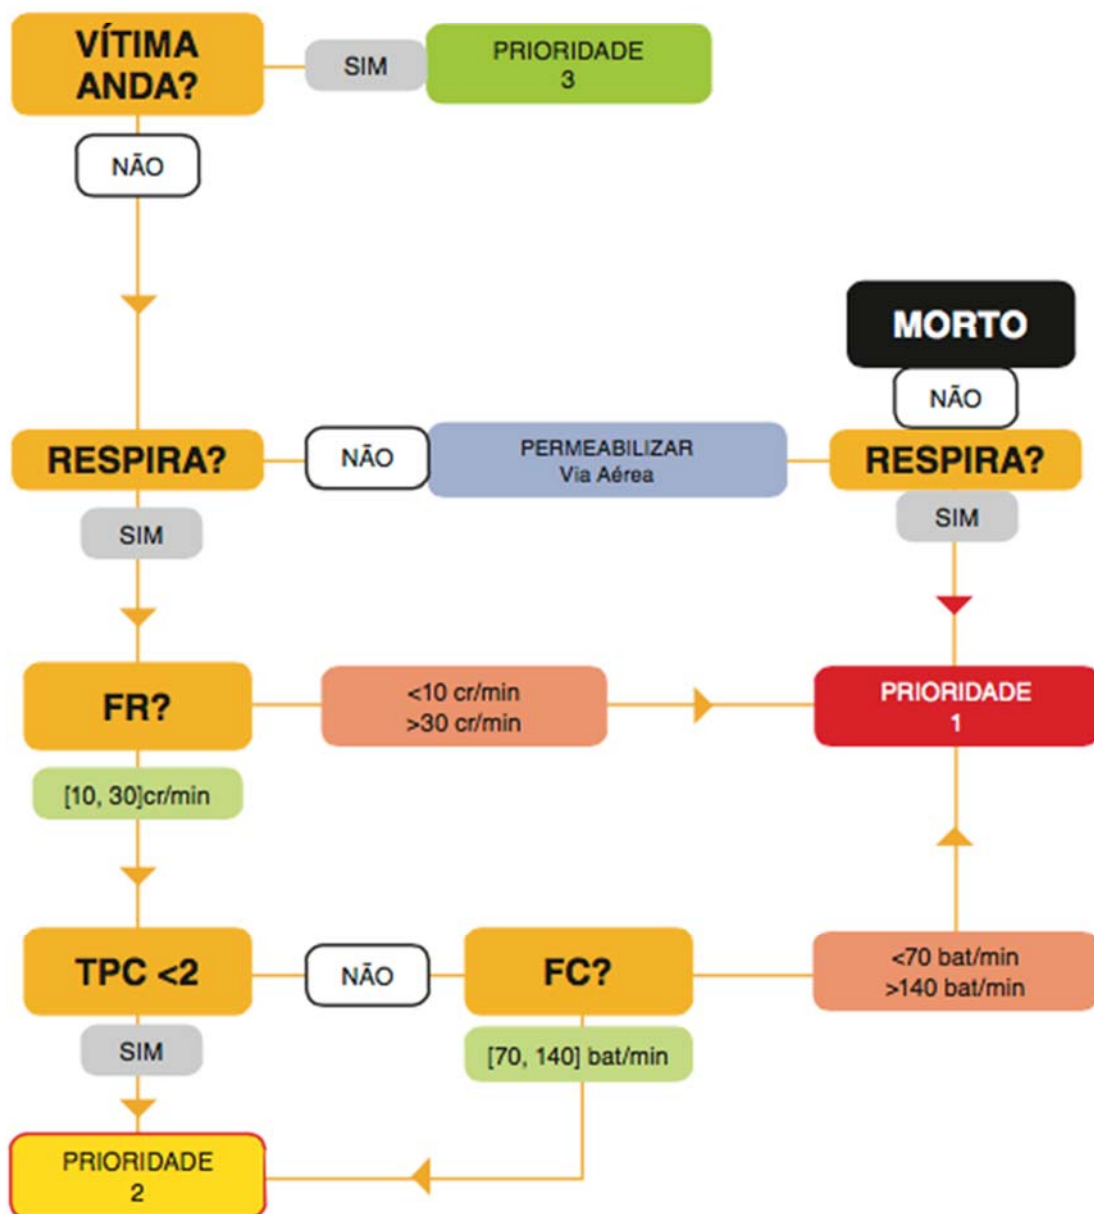 VÍTIMA
ANDA?
SIM
PRIORIDADE
3
NÃO
MORTO
NÃO
RESPIRA?
NÃO
PERMEABILIZAR
Via Aérea
RESPIRA?
SIM
SIM
FR?
<10 cr/min
>30 cr/min
PRIORIDADE
1
[10, 30]cr/min
TPC <2
NÃO
FC?
<70 bat/min
>140 bat/min
SIM
[70, 140] bat/min
PRIORIDADE
2